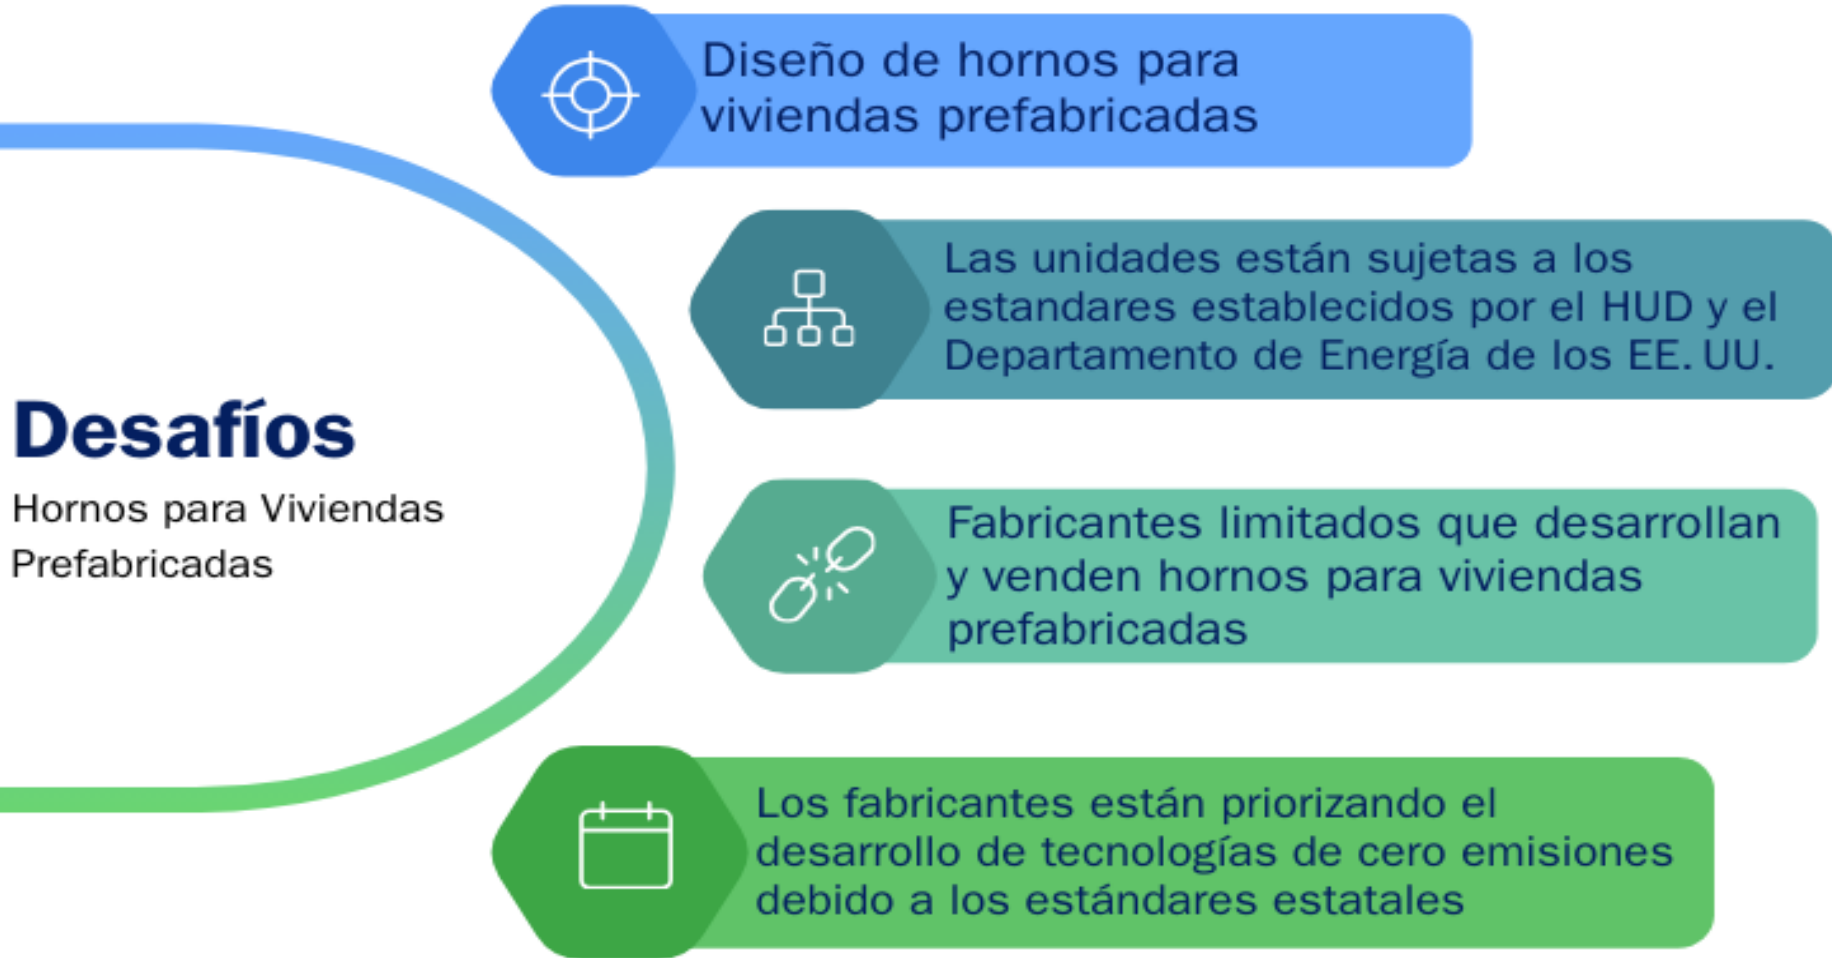 Desafíos
Hornos para Viviendas
Prefabricadas
Diseño de hornos para
viviendas prefabricadas
Las unidades están sujetas a los
estandares establecidos por el HUD y el
Departamento de Energía de los EE. UU.
Fabricantes limitados que desarrollan
y venden hornos para viviendas
prefabricadas
Los fabricantes están priorizando el
desarrollo de tecnologías de cero emisiones
debido a los estándares estatales